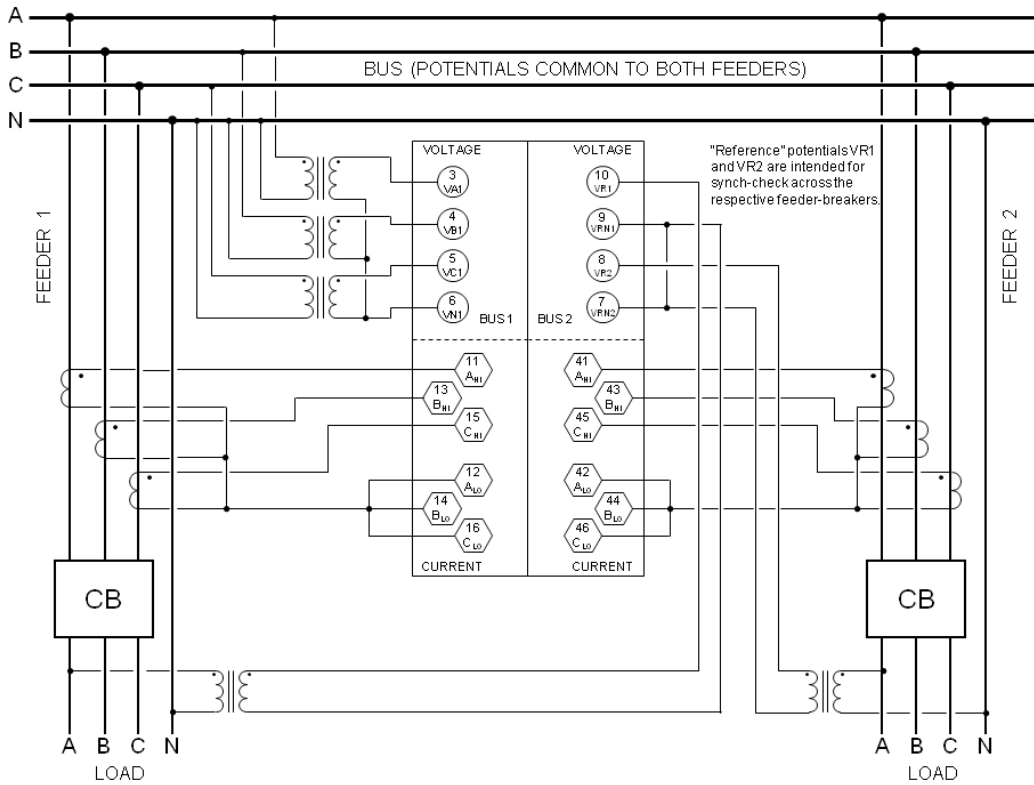 A
B
C
N
BUS (POTENTIALS COMMON TO BOTH FEEDERS)
VOLTAGE
VOLTAGE
"Reference" potentials VR1
and VR2 are intended for
synch-check across the
respective feeder-breakers.
3
VA1
10
VR1
4
VB1
9
VRN1
5
VC1
8
VR2
6
VN1
7
VRN2
BUS 1
BUS 2
FEEDER 1
FEEDER 2
11
AHI
41
AHI
13
BHI
43
BHI
15
CHI
45
CHI
12
ALO
42
ALO
14
BLO
44
BLO
16
CLO
46
CLO
CURRENT
CURRENT
CB
CB
A B C N
LOAD
A B C N
LOAD